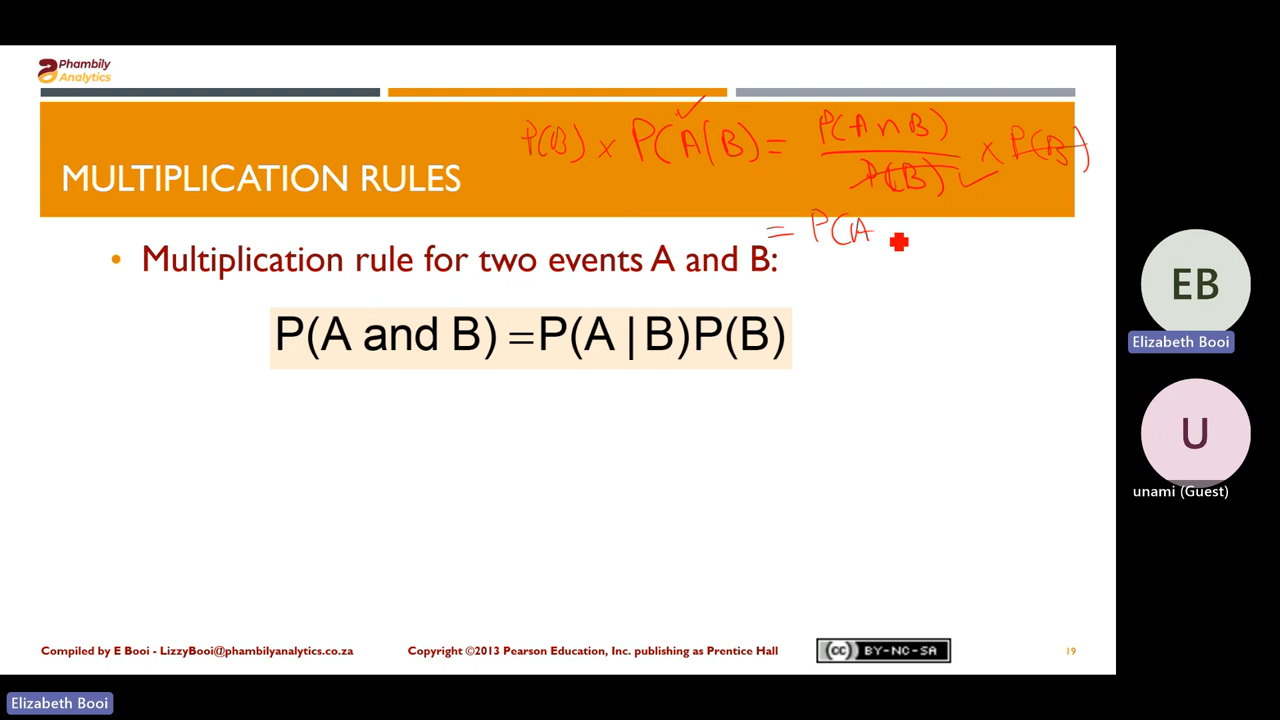 Phambily
Analytics
P(B) × P(A|B) = P(A∩B) / P(B) × P(B)
MULTIPLICATION RULES
= P(A
• Multiplication rule for two events A and B:
P(A and B) = P(A | B)P(B)
EB
Elizabeth Booi
U
unami (Guest)
Compiled by E Booi - LizzyBooi@phambilyanalytics.co.za
Copyright ©2013 Pearson Education, Inc. publishing as Prentice Hall
(cc) BY-NC-SA
19
Elizabeth Booi